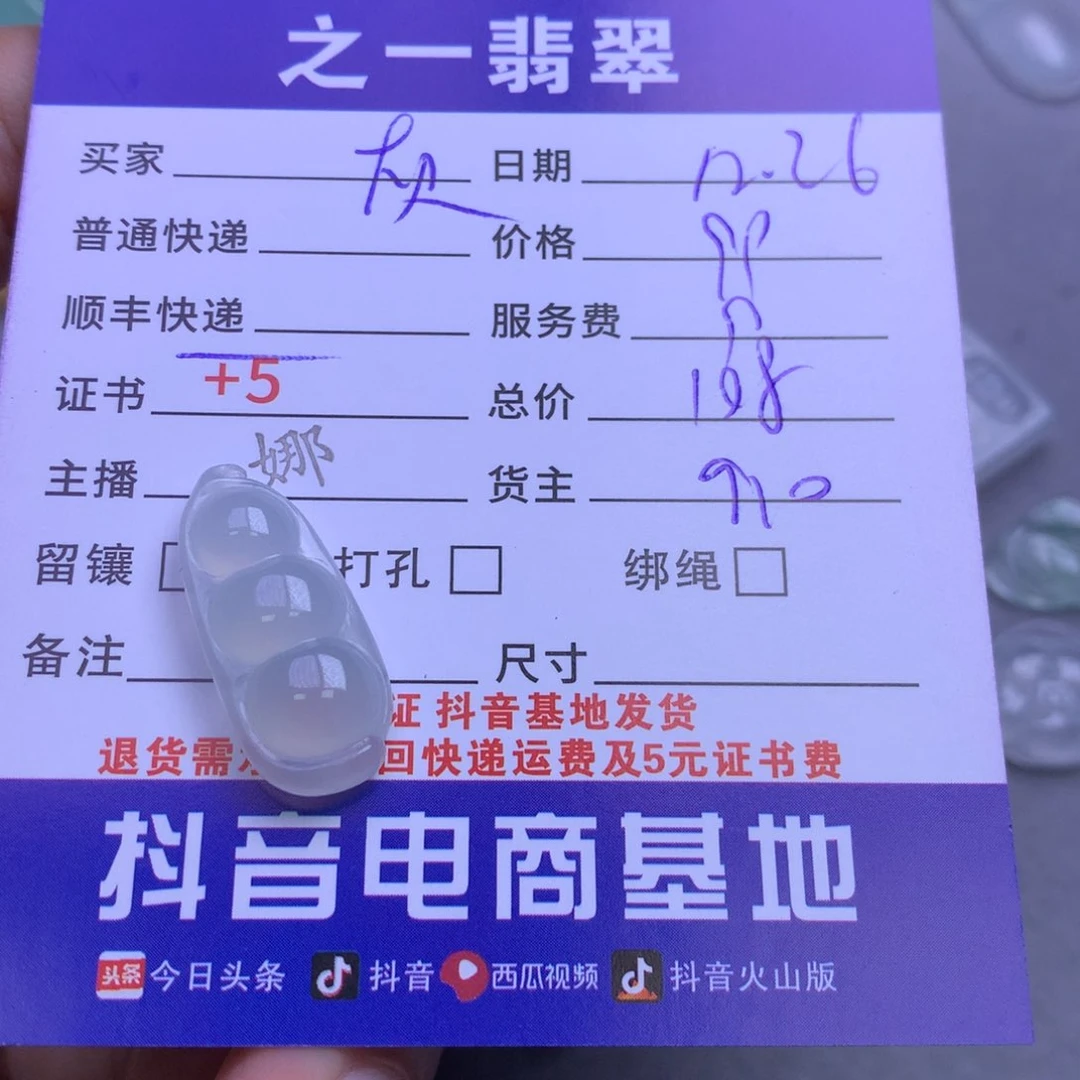 之一翡翠
买家 日期 12.26
普通快递 价格
顺丰快递 服务费
证书 +5 总价 198
主播 娜 货主
留镶 打孔 绑绳
备注 尺寸
证 抖音基地发货
退货需 回快递运费及5元证书费
抖音电商基地
头条 今日头条 抖音 西瓜视频 抖音火山版